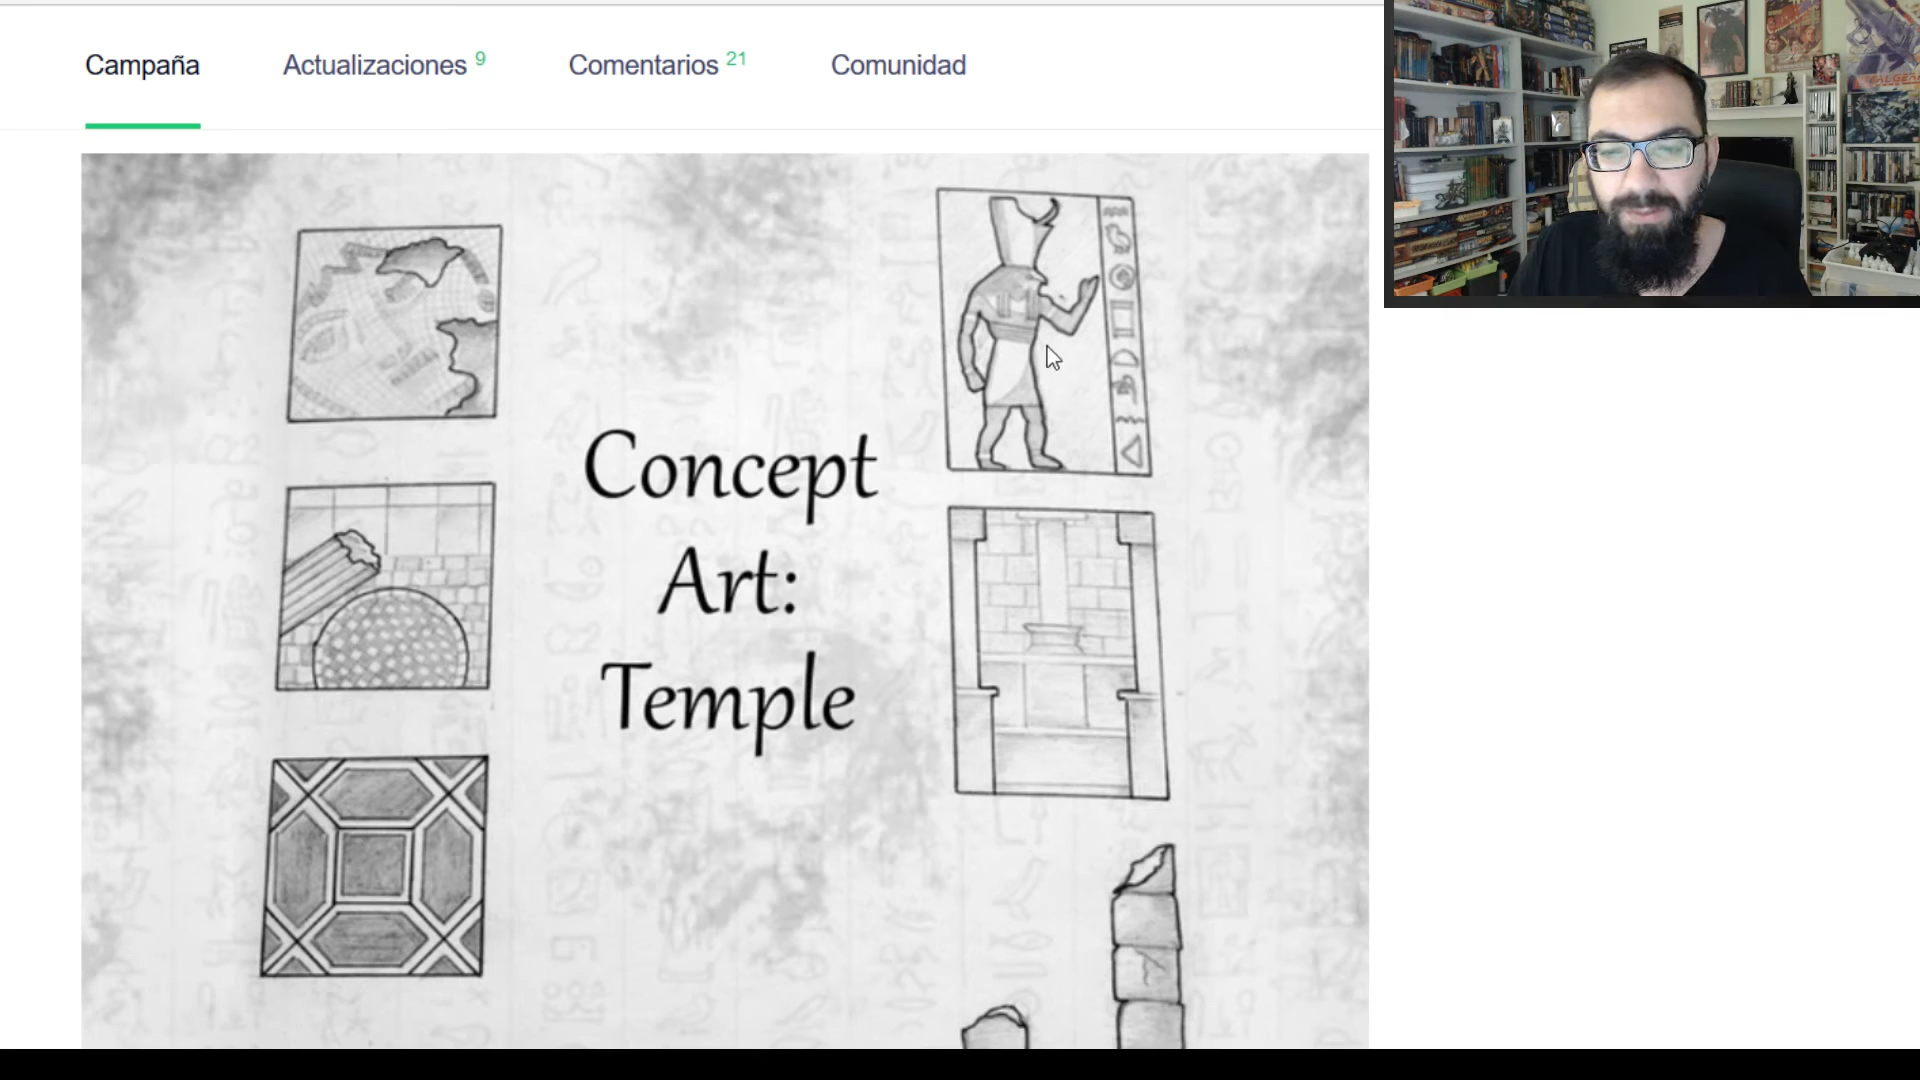 Campaña
Actualizaciones 9
Comentarios 21
Comunidad
Concept
Art:
Temple